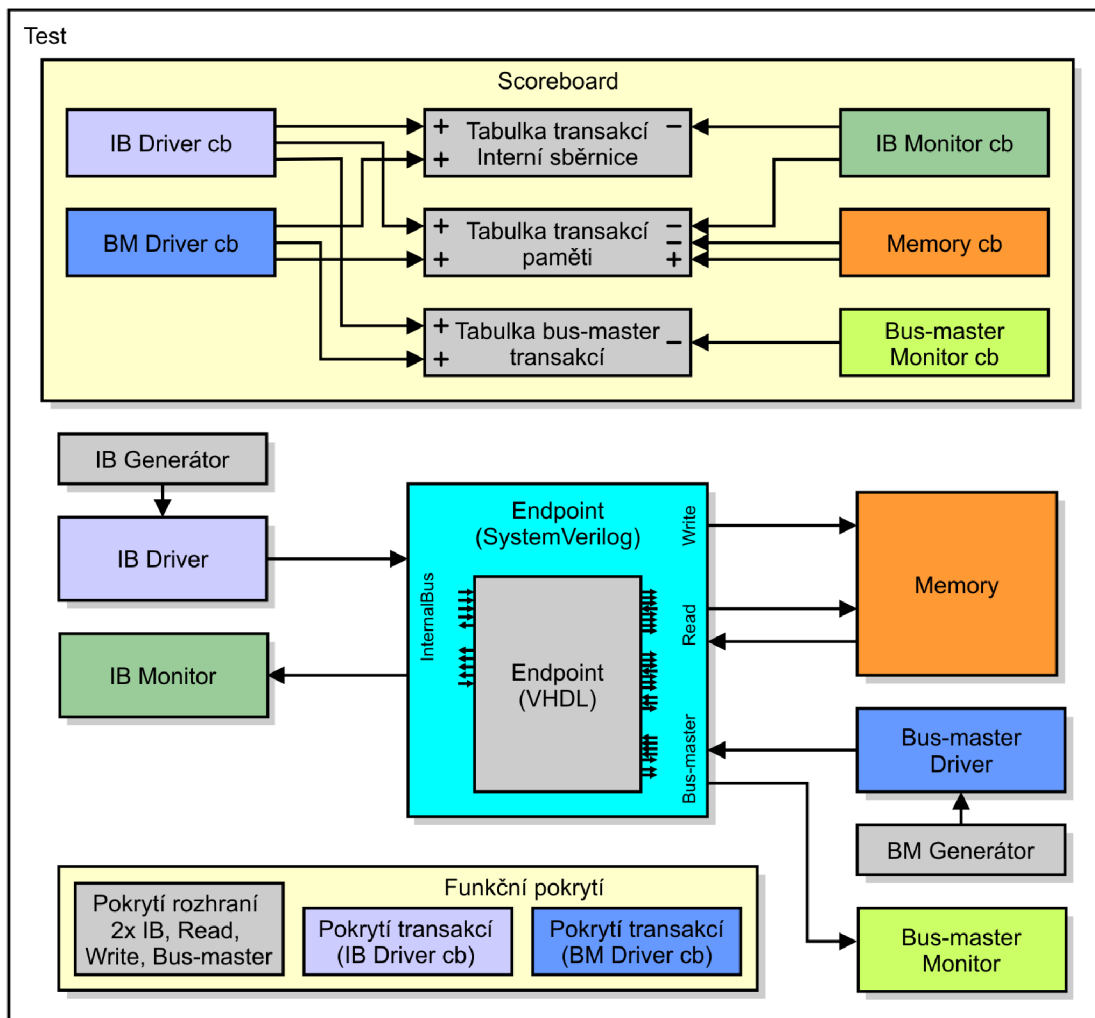 Test
Scoreboard
IB Driver cb
+ Tabulka transakcí −
+ Interní sběrnice
IB Monitor cb
BM Driver cb
+ Tabulka transakcí −
−
+ paměti +
Memory cb
+ Tabulka bus-master
+ transakcí −
Bus-master
Monitor cb
IB Generátor
IB Driver
IB Monitor
Endpoint
(SystemVerilog)
InternalBus
Write
Read
Bus-master
Endpoint
(VHDL)
Memory
Bus-master
Driver
BM Generátor
Bus-master
Monitor
Funkční pokrytí
Pokrytí rozhraní
2x IB, Read,
Write, Bus-master
Pokrytí transakcí
(IB Driver cb)
Pokrytí transakcí
(BM Driver cb)